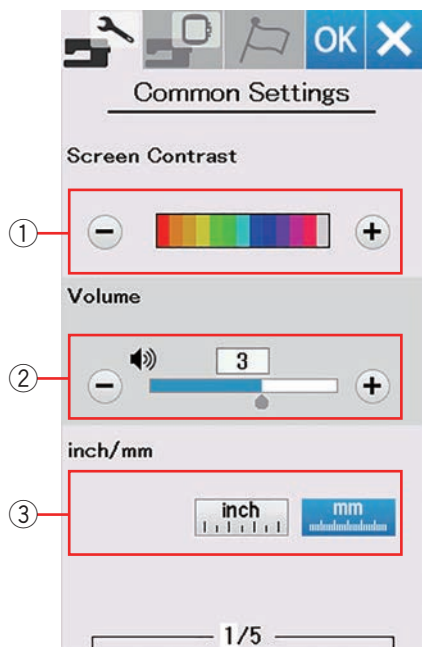 OK
Common Settings
Screen Contrast
①
Volume
3
②
inch/mm
③
inch
mm
1/5